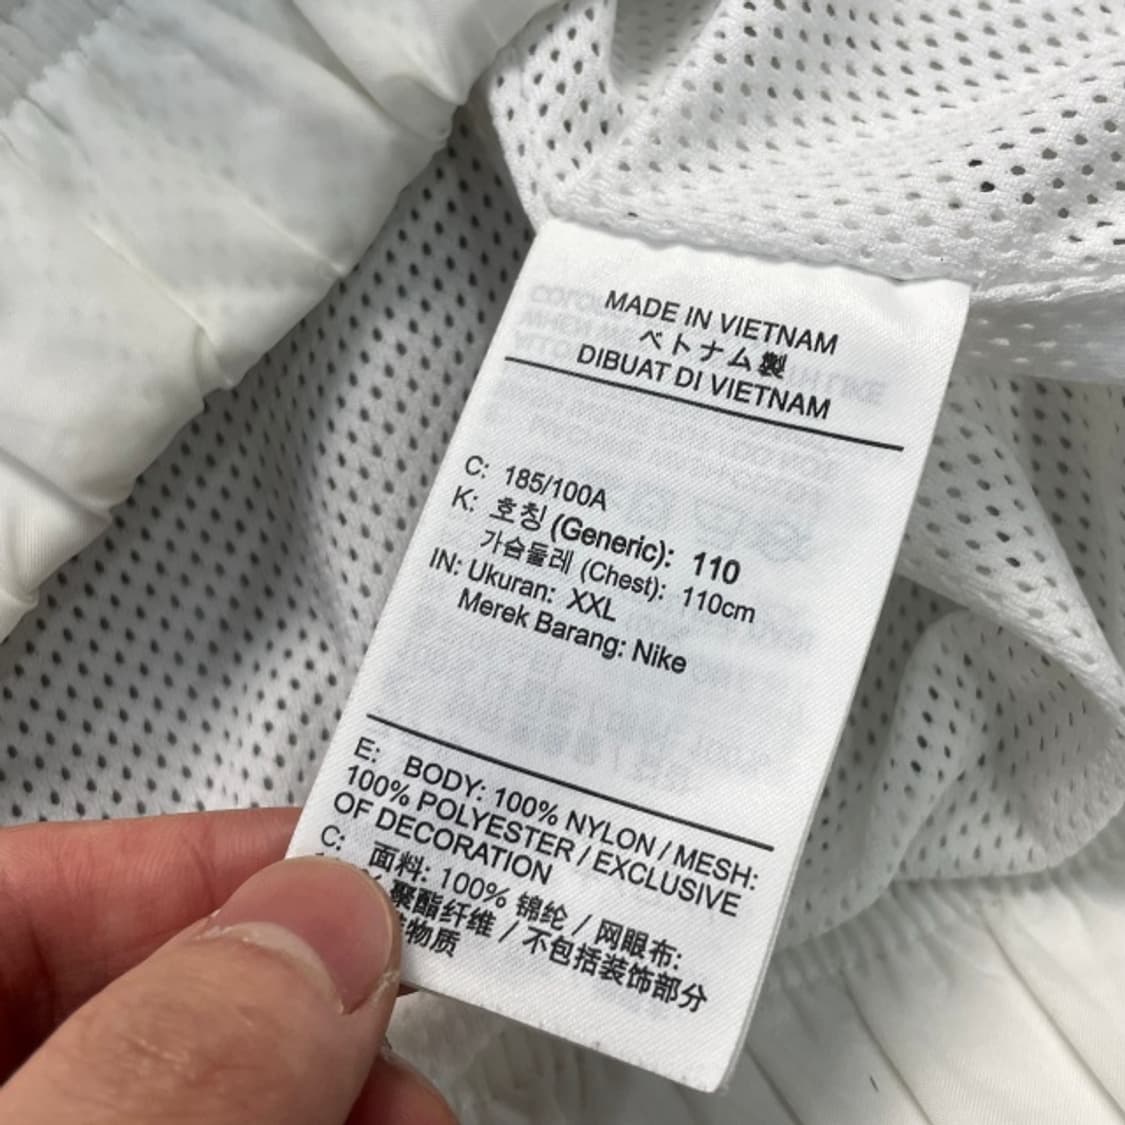 MADE IN VIETNAM
ベトナム製
DIBUAT DI VIETNAM
C: 185/100A
K: 호칭 (Generic): 110
가슴둘레 (Chest): 110cm
IN: Ukuran: XXL
Merek Barang: Nike
E: BODY: 100% NYLON / MESH:
100% POLYESTER / EXCLUSIVE
OF DECORATION
C: 面料: 100% 锦纶 / 网眼布:
聚酯纤维 / 不包括装饰部分
物质